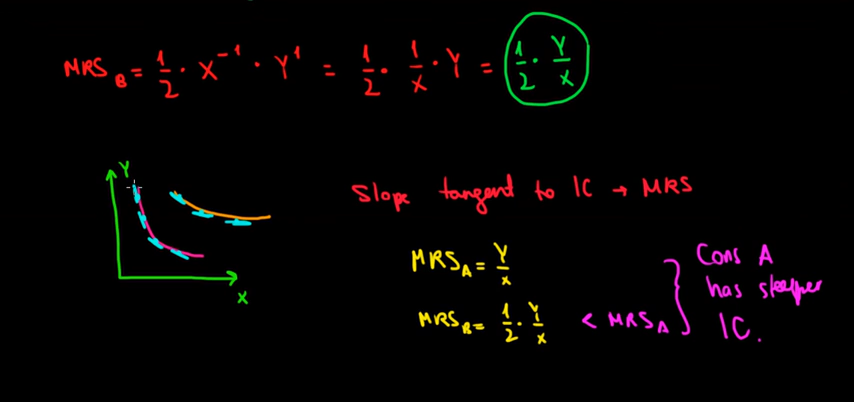 MRS_B = 1/2 · X^-1 · Y^1 = 1/2 · 1/X · Y = 1/2 · Y/X
Y
X
Slope tangent to IC → MRS
MRS_A = Y/X
MRS_B = 1/2 · Y/X < MRS_A
Cons A
has steeper
IC.